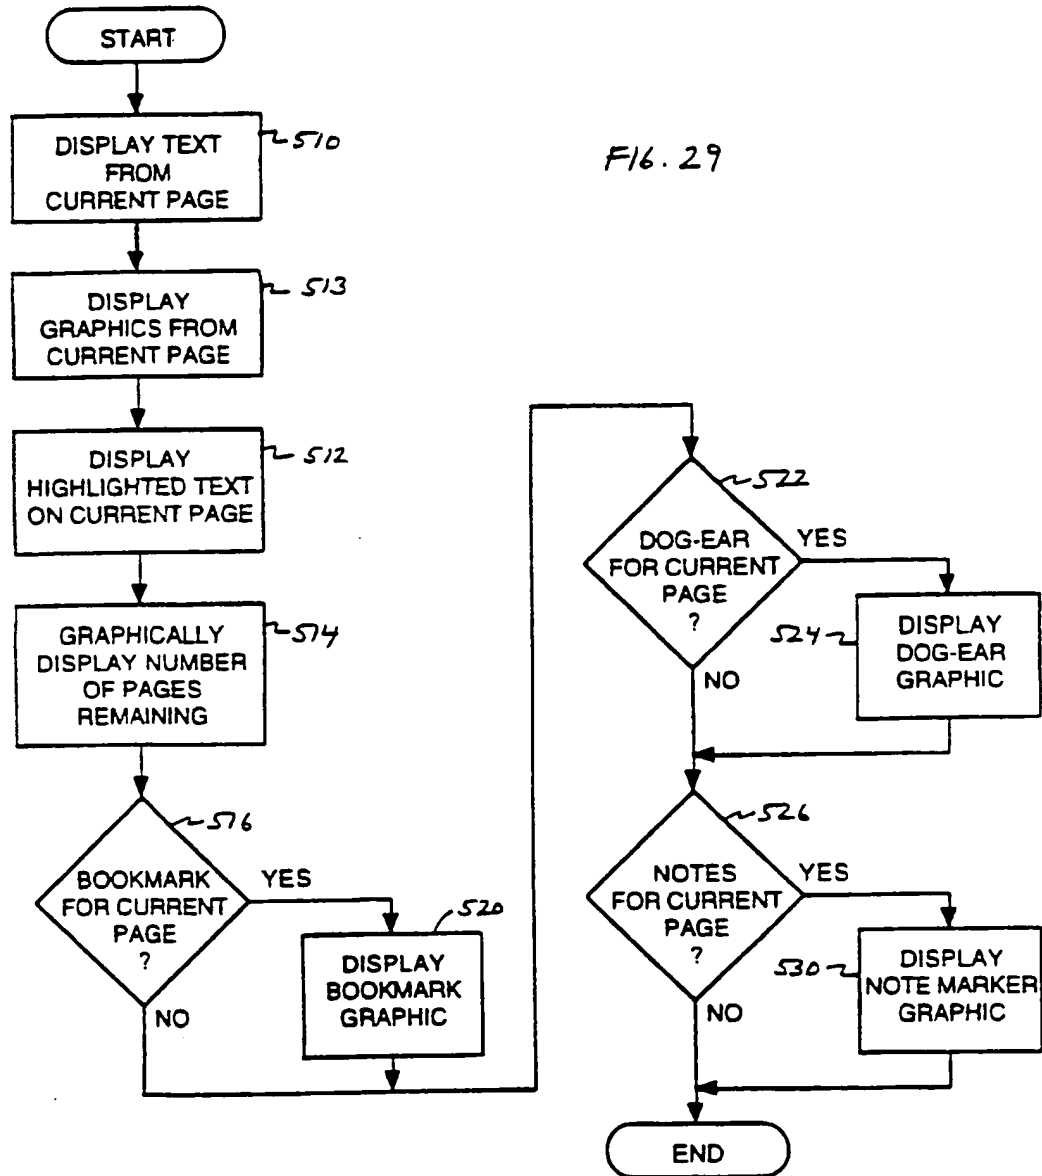 START
DISPLAY TEXT
FROM
CURRENT PAGE
510
FIG. 29
DISPLAY
GRAPHICS FROM
CURRENT PAGE
513
DISPLAY
HIGHLIGHTED TEXT
ON CURRENT PAGE
512
GRAPHICALLY
DISPLAY NUMBER
OF PAGES
REMAINING
514
BOOKMARK
FOR CURRENT
PAGE
?
516
YES
NO
DISPLAY
BOOKMARK
GRAPHIC
520
DOG-EAR
FOR CURRENT
PAGE
?
522
YES
NO
524
DISPLAY
DOG-EAR
GRAPHIC
NOTES
FOR CURRENT
PAGE
?
526
YES
NO
530
DISPLAY
NOTE MARKER
GRAPHIC
END